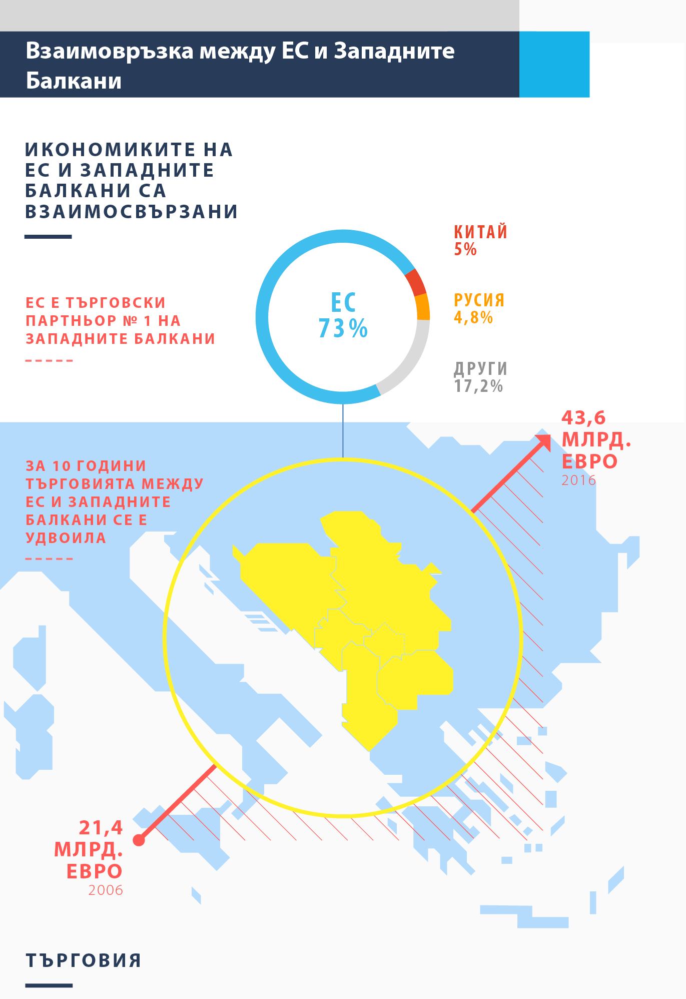 Взаимовръзка между ЕС и Западните
Балкани
ИКОНОМИКИТЕ НА
ЕС И ЗАПАДНИТЕ
БАЛКАНИ СА
ВЗАИМОСВЪРЗАНИ
КИТАЙ
5%
ЕС Е ТЪРГОВСКИ
ПАРТНЬОР № 1 НА
ЗАПАДНИТЕ БАЛКАНИ
ЕС
73%
РУСИЯ
4,8%
ДРУГИ
17,2%
43,6
МЛРД.
ЕВРО
2016
ЗА 10 ГОДИНИ
ТЪРГОВИЯТА МЕЖДУ
ЕС И ЗАПАДНИТЕ
БАЛКАНИ СЕ Е
УДВОИЛА
21,4
МЛРД.
ЕВРО
2006
ТЪРГОВИЯ